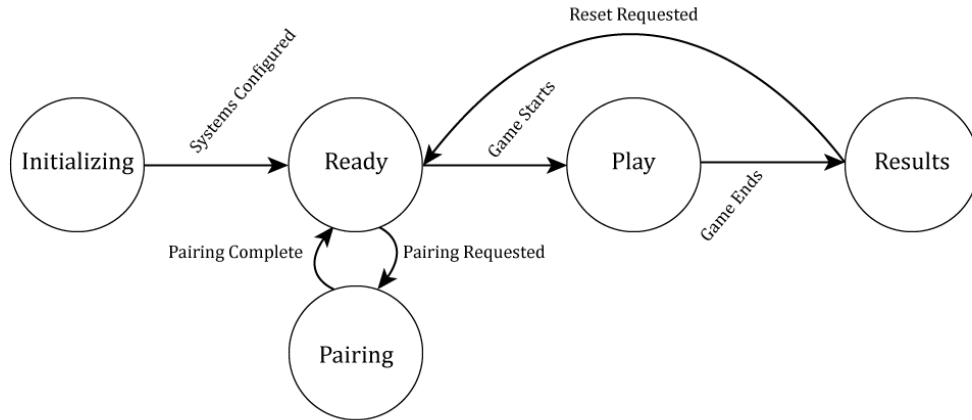 Reset Requested
Systems Configured
Game Starts
Initializing
Ready
Play
Results
Game Ends
Pairing Complete
Pairing Requested
Pairing